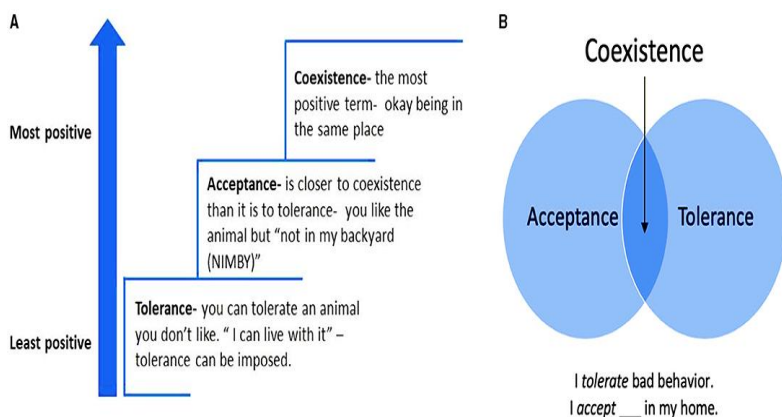 A
Most positive
Least positive
Coexistence- the most
positive term- okay being in
the same place
Acceptance- is closer to coexistence
than it is to tolerance- you like the
animal but “not in my backyard
(NIMBY)”
Tolerance- you can tolerate an animal
you don’t like. “ I can live with it” –
tolerance can be imposed.
B
Coexistence
Acceptance
Tolerance
I tolerate bad behavior.
I accept ___ in my home.